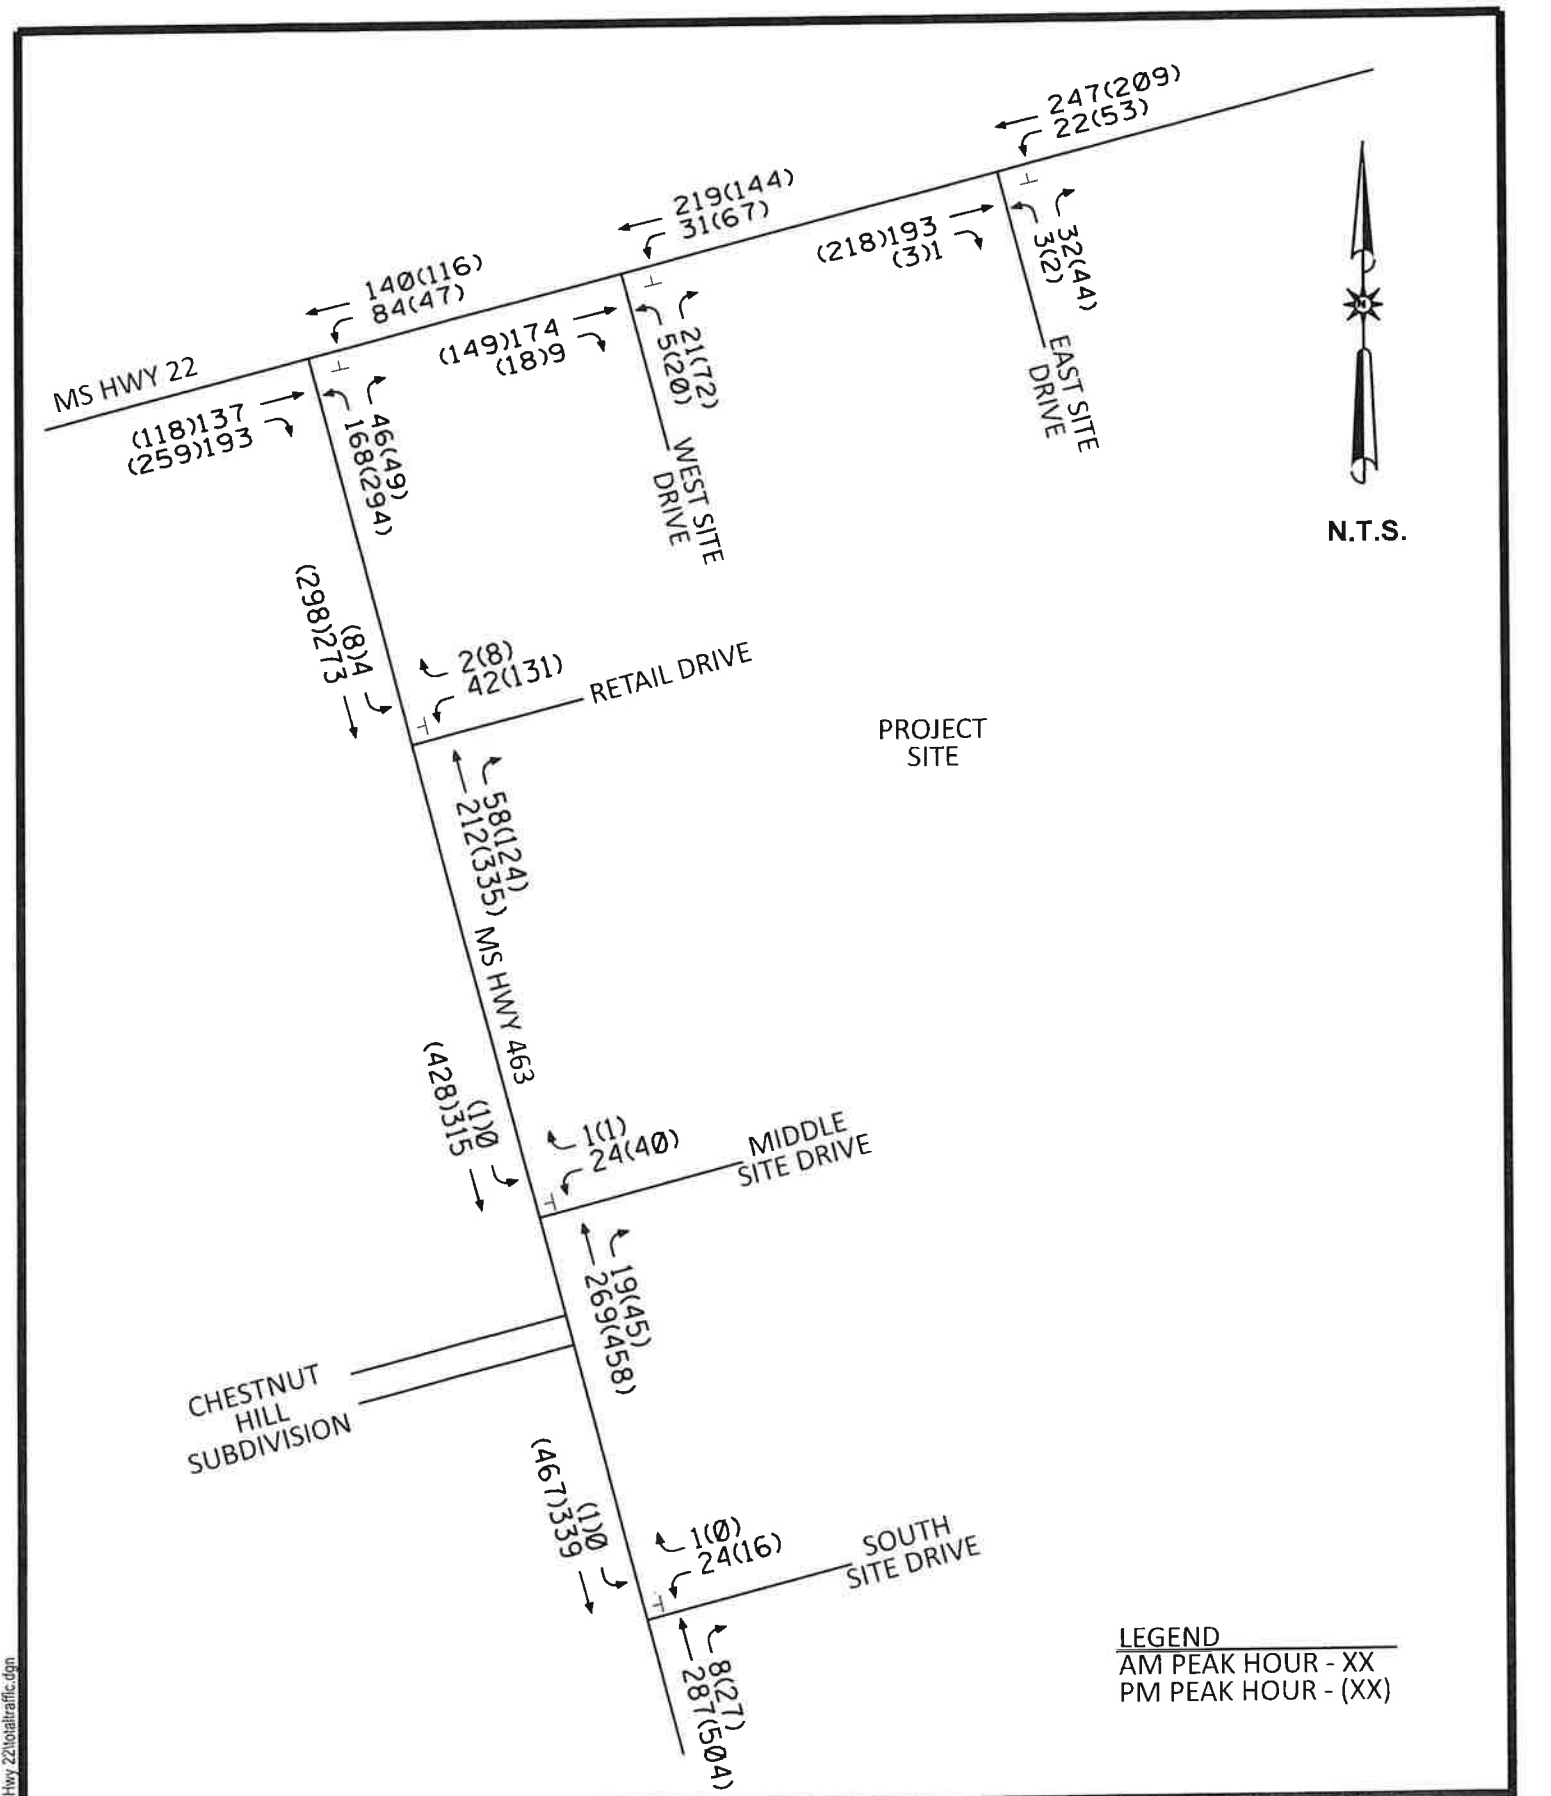 247(209)
22(53)
219(144)
31(67)
(218)193
(3)1
32(44)
3(2)
140(116)
84(47)
(149)174
(18)9
21(72)
5(20)
EAST SITE
DRIVE
MS HWY 22
(118)137
(259)193
46(49)
168(294)
WEST SITE
DRIVE
N
N.T.S.
(8)4
(298)273
2(8)
42(131)
RETAIL DRIVE
PROJECT
SITE
58(124)
212(335)
MS HWY 463
(1)0
(428)315
1(1)
24(40)
MIDDLE
SITE DRIVE
19(45)
269(458)
CHESTNUT
HILL
SUBDIVISION
(1)0
(467)339
1(0)
24(16)
SOUTH
SITE DRIVE
8(27)
287(504)
LEGEND
AM PEAK HOUR - XX
PM PEAK HOUR - (XX)
Hwy 22\totaltraffic.dgn